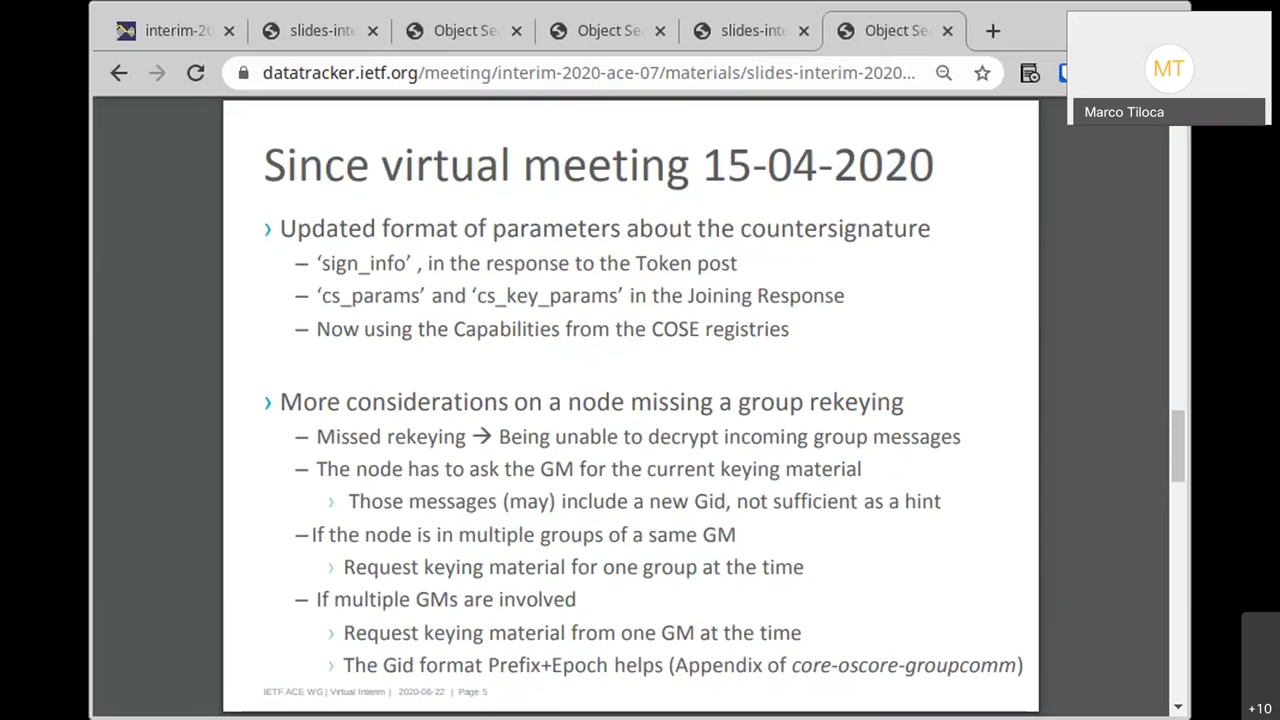 interim-20
slides-inte
Object Se
Object Se
slides-inte
Object Se
datatracker.ietf.org/meeting/interim-2020-ace-07/materials/slides-interim-2020...
MT
Marco Tiloca
Since virtual meeting 15-04-2020
› Updated format of parameters about the countersignature
– ‘sign_info’ , in the response to the Token post
– ‘cs_params’ and ‘cs_key_params’ in the Joining Response
– Now using the Capabilities from the COSE registries
› More considerations on a node missing a group rekeying
– Missed rekeying → Being unable to decrypt incoming group messages
– The node has to ask the GM for the current keying material
› Those messages (may) include a new Gid, not sufficient as a hint
– If the node is in multiple groups of a same GM
› Request keying material for one group at the time
– If multiple GMs are involved
› Request keying material from one GM at the time
› The Gid format Prefix+Epoch helps (Appendix of core-oscore-groupcomm)
IETF ACE WG | Virtual Interim | 2020-06-22 | Page 5
+10